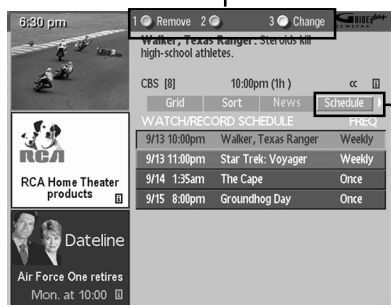 6:30 pm
1 Remove 2 3 Change
GUIDE plus+
GEMSTAR
Walker, Texas Ranger: Steroids kill
high-school athletes.
CBS [8] 10:00pm (1h ) cc i
Grid Sort News Schedule
WATCH/RECORD SCHEDULE FREQ
9/13 10:00pm Walker, Texas Ranger Weekly
9/13 11:00pm Star Trek: Voyager Weekly
9/14 1:35am The Cape Once
9/15 8:00pm Groundhog Day Once
RCA
RCA Home Theater
products i
Dateline
Air Force One retires
Mon. at 10:00 i